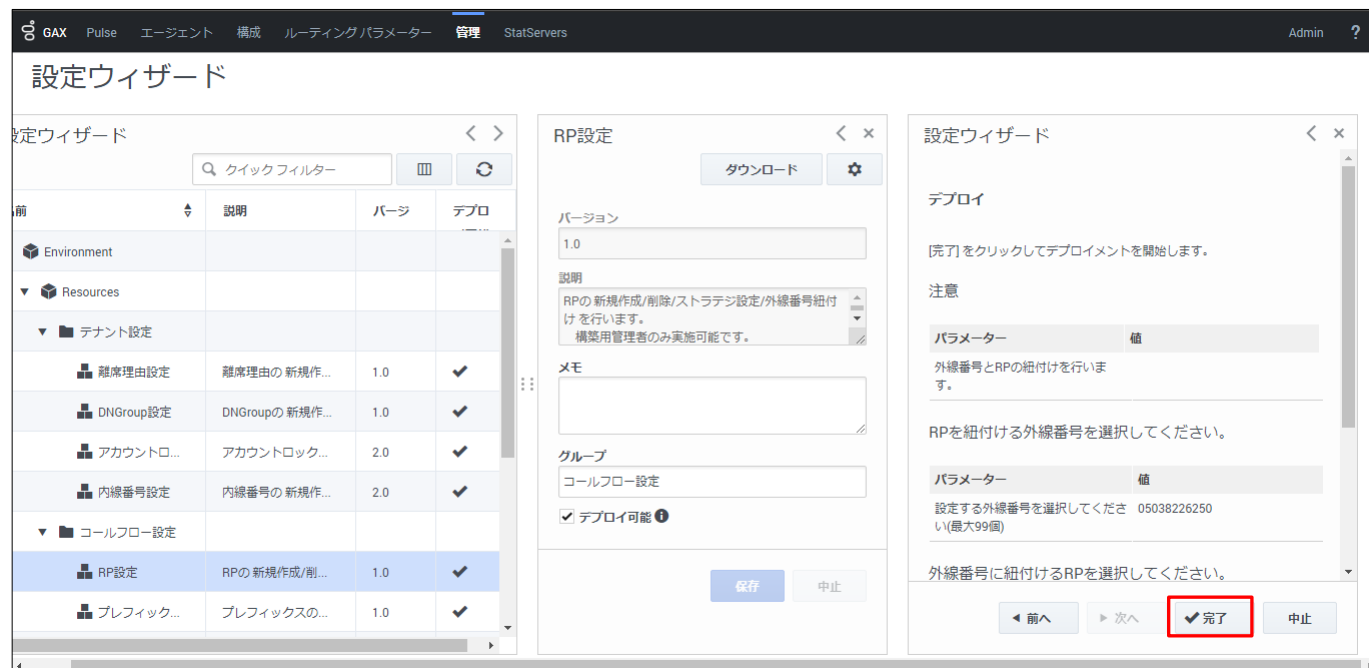 GAX Pulse エージェント 構成 ルーティング パラメーター 管理 StatServers Admin ?
設定ウィザード
設定ウィザード
クイック フィルター
名前 説明 バージ デプロ
Environment
Resources
テナント設定
離席理由設定 離席理由の 新規作... 1.0
DNGroup設定 DNGroupの 新規作... 1.0
アカウントロ... アカウントロック... 2.0
内線番号設定 内線番号の 新規作... 2.0
コールフロー設定
RP設定 RPの 新規作成/削... 1.0
プレフィック... プレフィックスの... 1.0
RP設定
ダウンロード
バージョン
1.0
説明
RPの 新規作成/削除/ストラテジ設定/外線番号紐付
け を行います。
構築用管理者のみ実施可能です。
メモ
グループ
コールフロー設定
デプロイ可能
保存 中止
設定ウィザード
デプロイ
[完了] をクリックしてデプロイメントを開始します。
注意
パラメーター 値
外線番号とRPの紐付けを行いま
す。
RPを紐付ける外線番号を選択してください。
パラメーター 値
設定する外線番号を選択してくださ 05038226250
い(最大99個)
外線番号に紐付けるRPを選択してください。
前へ 次へ 完了 中止